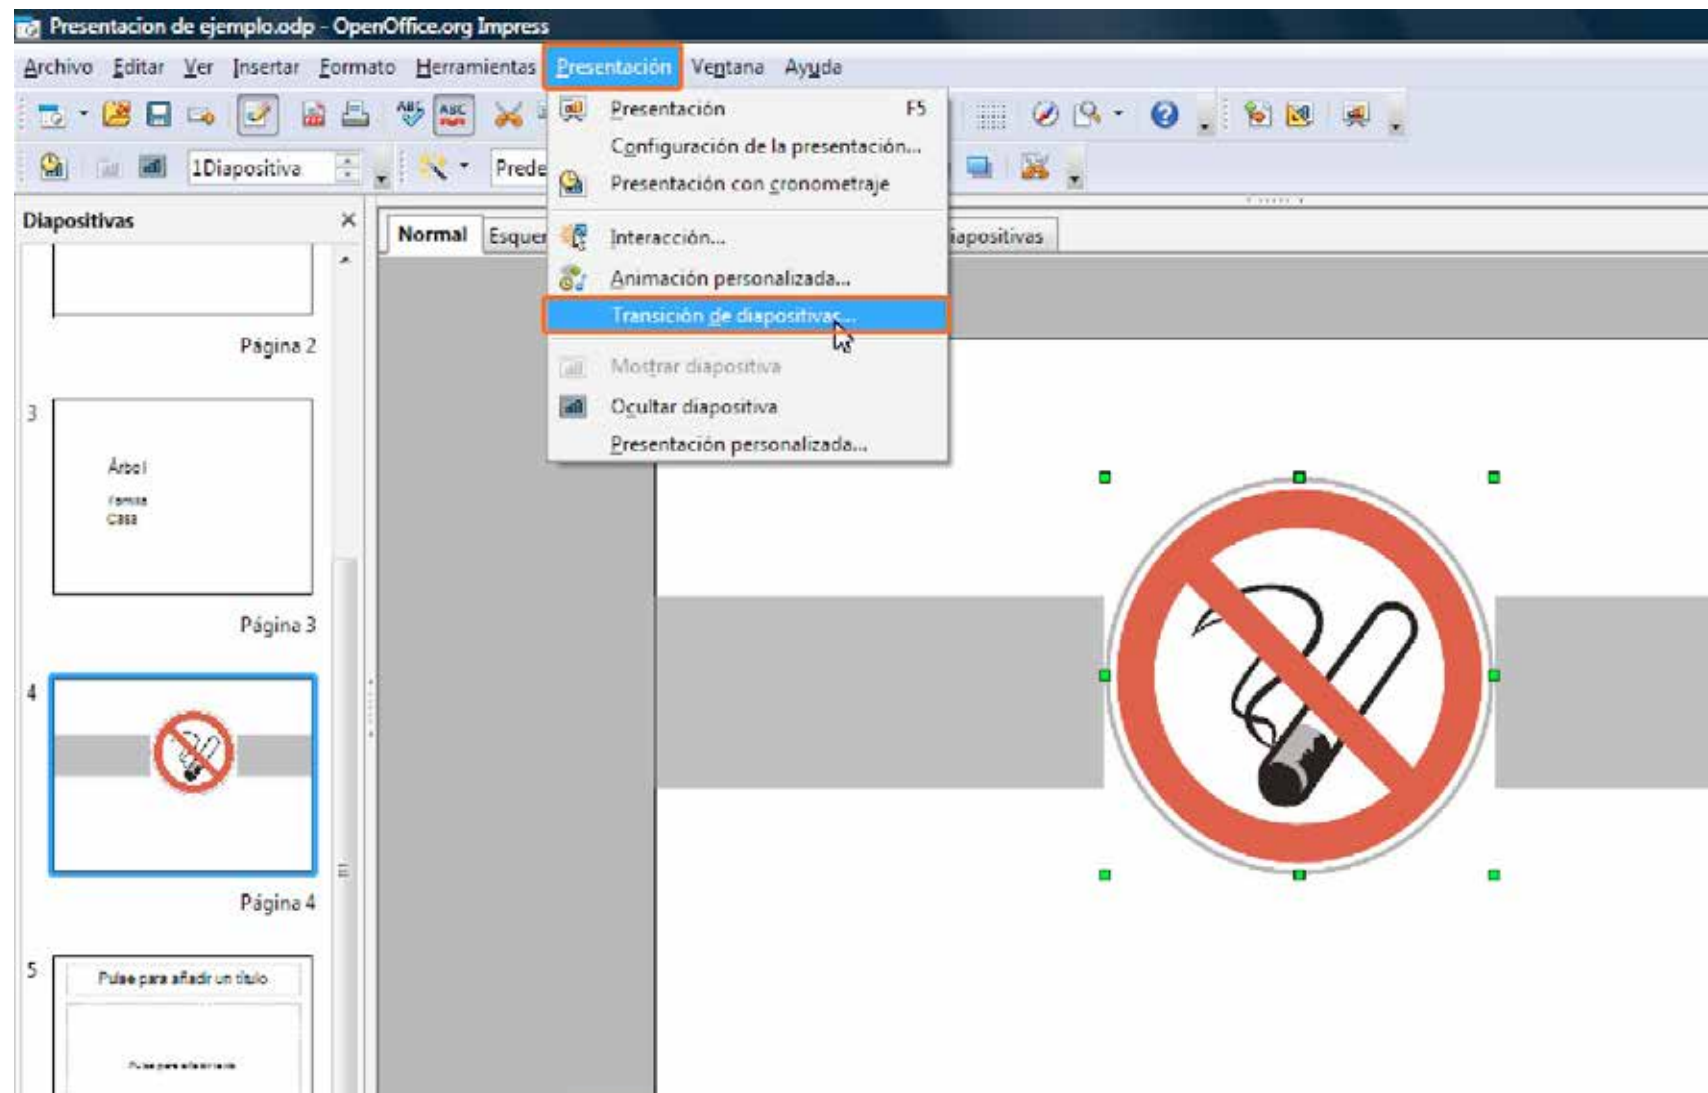 Presentacion de ejemplo.odp - OpenOffice.org Impress
Archivo Editar Ver Insertar Formato Herramientas Presentación Ventana Ayuda
ABC ABC
1Diapositiva
Prede
Presentación F5
Configuración de la presentación...
Presentación con cronometraje
Interacción...
Animación personalizada...
Transición de diapositivas...
Mostrar diapositiva
Ocultar diapositiva
Presentación personalizada...
Diapositivas
Normal Esquer iapositivas
Página 2
3
Árbol
Casa
Página 3
4
Página 4
5
Pulse para añadir un título